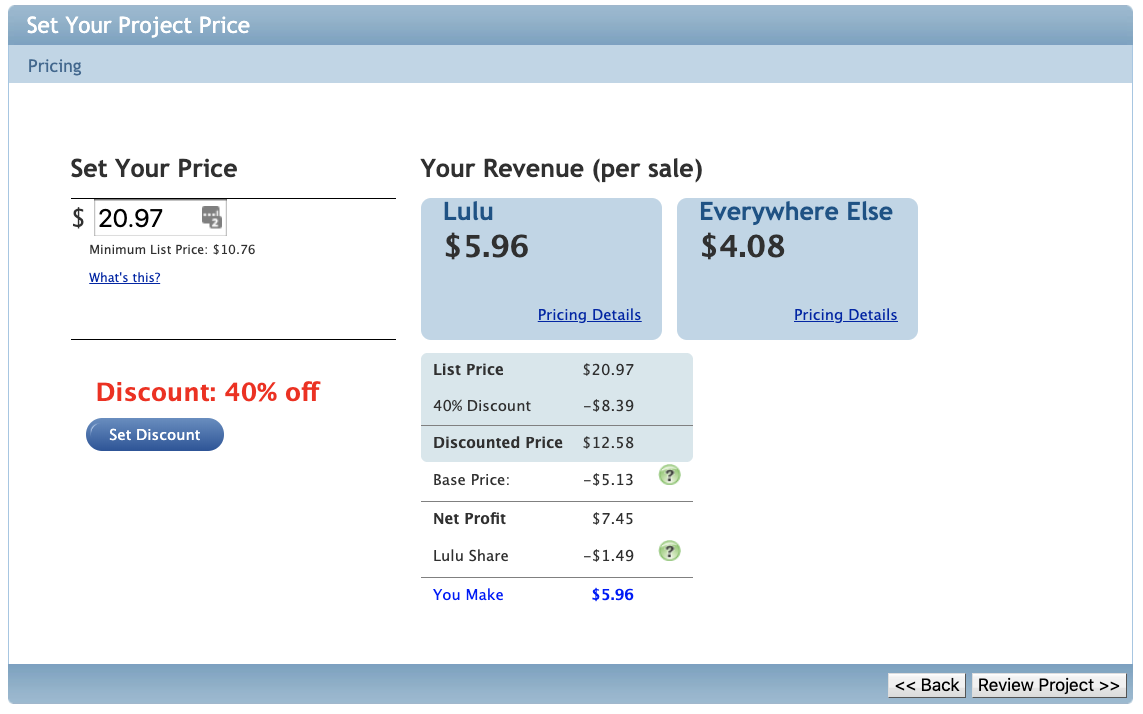 Set Your Project Price
Pricing
Set Your Price
$ 20.97
Minimum List Price: $10.76
What's this?
Discount: 40% off
Set Discount
Your Revenue (per sale)
Lulu
$5.96
Pricing Details
Everywhere Else
$4.08
Pricing Details
List Price $20.97
40% Discount –$8.39
Discounted Price $12.58
Base Price: –$5.13 ?
Net Profit $7.45
Lulu Share –$1.49 ?
You Make $5.96
<< Back Review Project >>